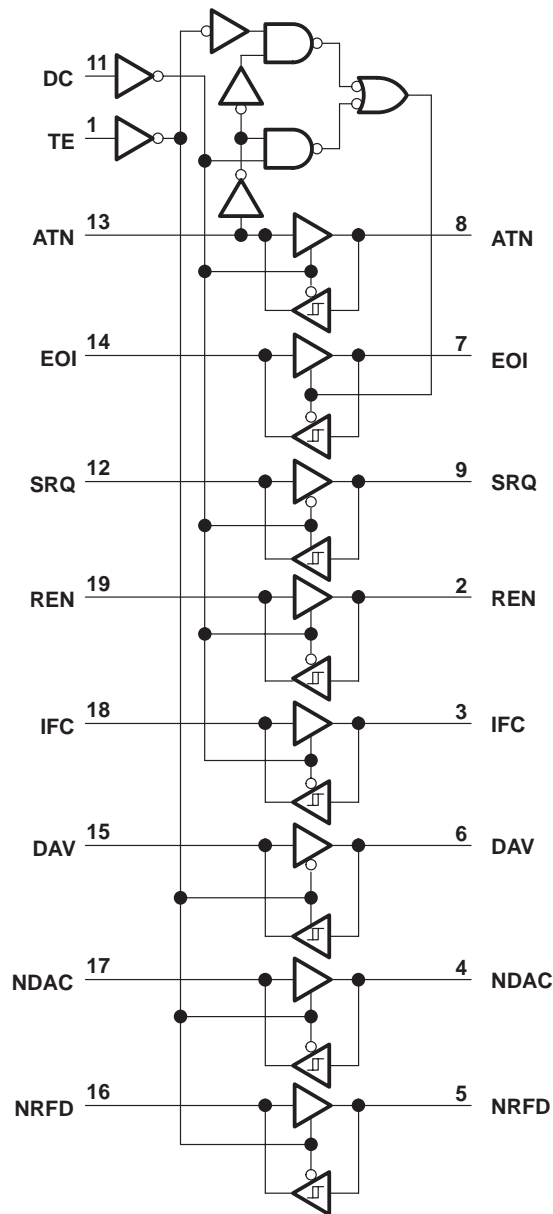 DC 11
TE 1
ATN 13 8 ATN
EOI 14 7 EOI
SRQ 12 9 SRQ
REN 19 2 REN
IFC 18 3 IFC
DAV 15 6 DAV
NDAC 17 4 NDAC
NRFD 16 5 NRFD